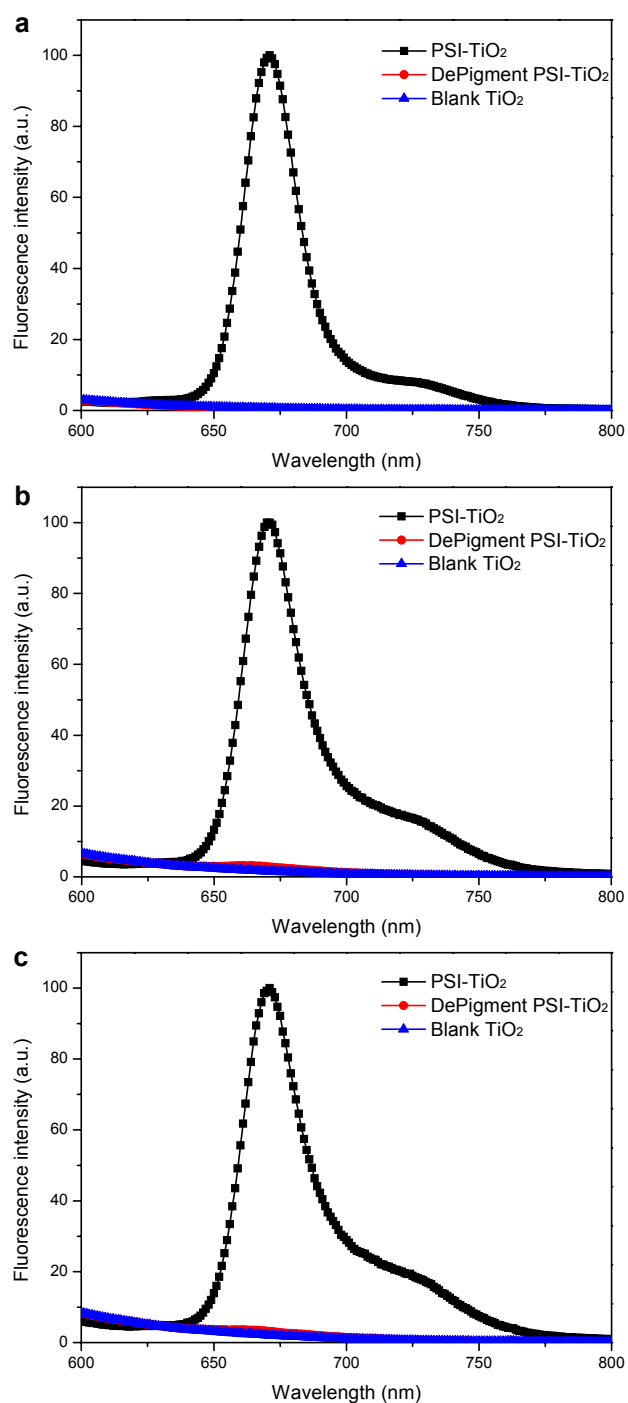 a
PSI-TiO₂
DePigment PSI-TiO₂
Blank TiO₂
100
80
60
40
20
0
Fluorescence intensity (a.u.)
600 650 700 750 800
Wavelength (nm)
b
PSI-TiO₂
DePigment PSI-TiO₂
Blank TiO₂
100
80
60
40
20
0
Fluorescence intensity (a.u.)
600 650 700 750 800
Wavelength (nm)
c
PSI-TiO₂
DePigment PSI-TiO₂
Blank TiO₂
100
80
60
40
20
0
Fluorescence intensity (a.u.)
600 650 700 750 800
Wavelength (nm)